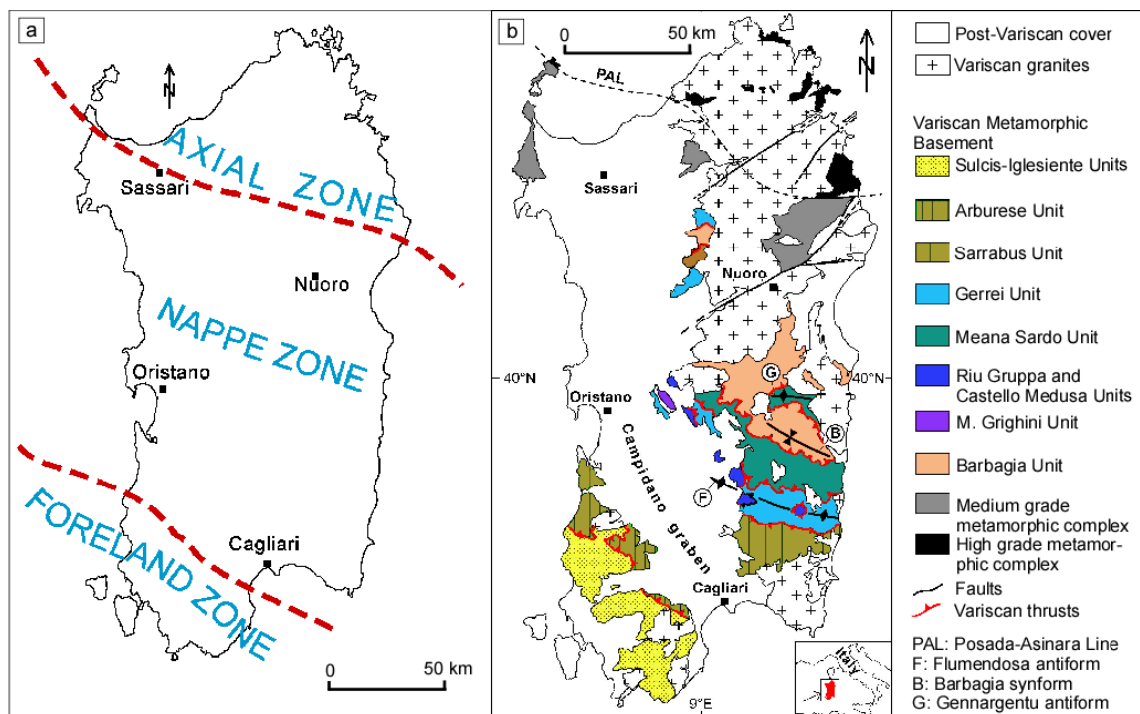 a
N
AXIAL ZONE
Sassari
Nuoro
NAPPE ZONE
Oristano
FORELAND ZONE
Cagliari
0 50 km
b
0 50 km
PAL
N
Sassari
Nuoro
G
40°N
40°N
Oristano
B
Campidano graben
F
Cagliari
9°E
Italy
Post-Variscan cover
Variscan granites
Variscan Metamorphic
Basement
Sulcis-Iglesiente Units
Arburese Unit
Sarrabus Unit
Gerrei Unit
Meana Sardo Unit
Riu Gruppa and
Castello Medusa Units
M. Grighini Unit
Barbagia Unit
Medium grade
metamorphic complex
High grade metamor-
phic complex
Faults
Variscan thrusts
PAL: Posada-Asinara Line
F: Flumendosa antiform
B: Barbagia synform
G: Gennargentu antiform